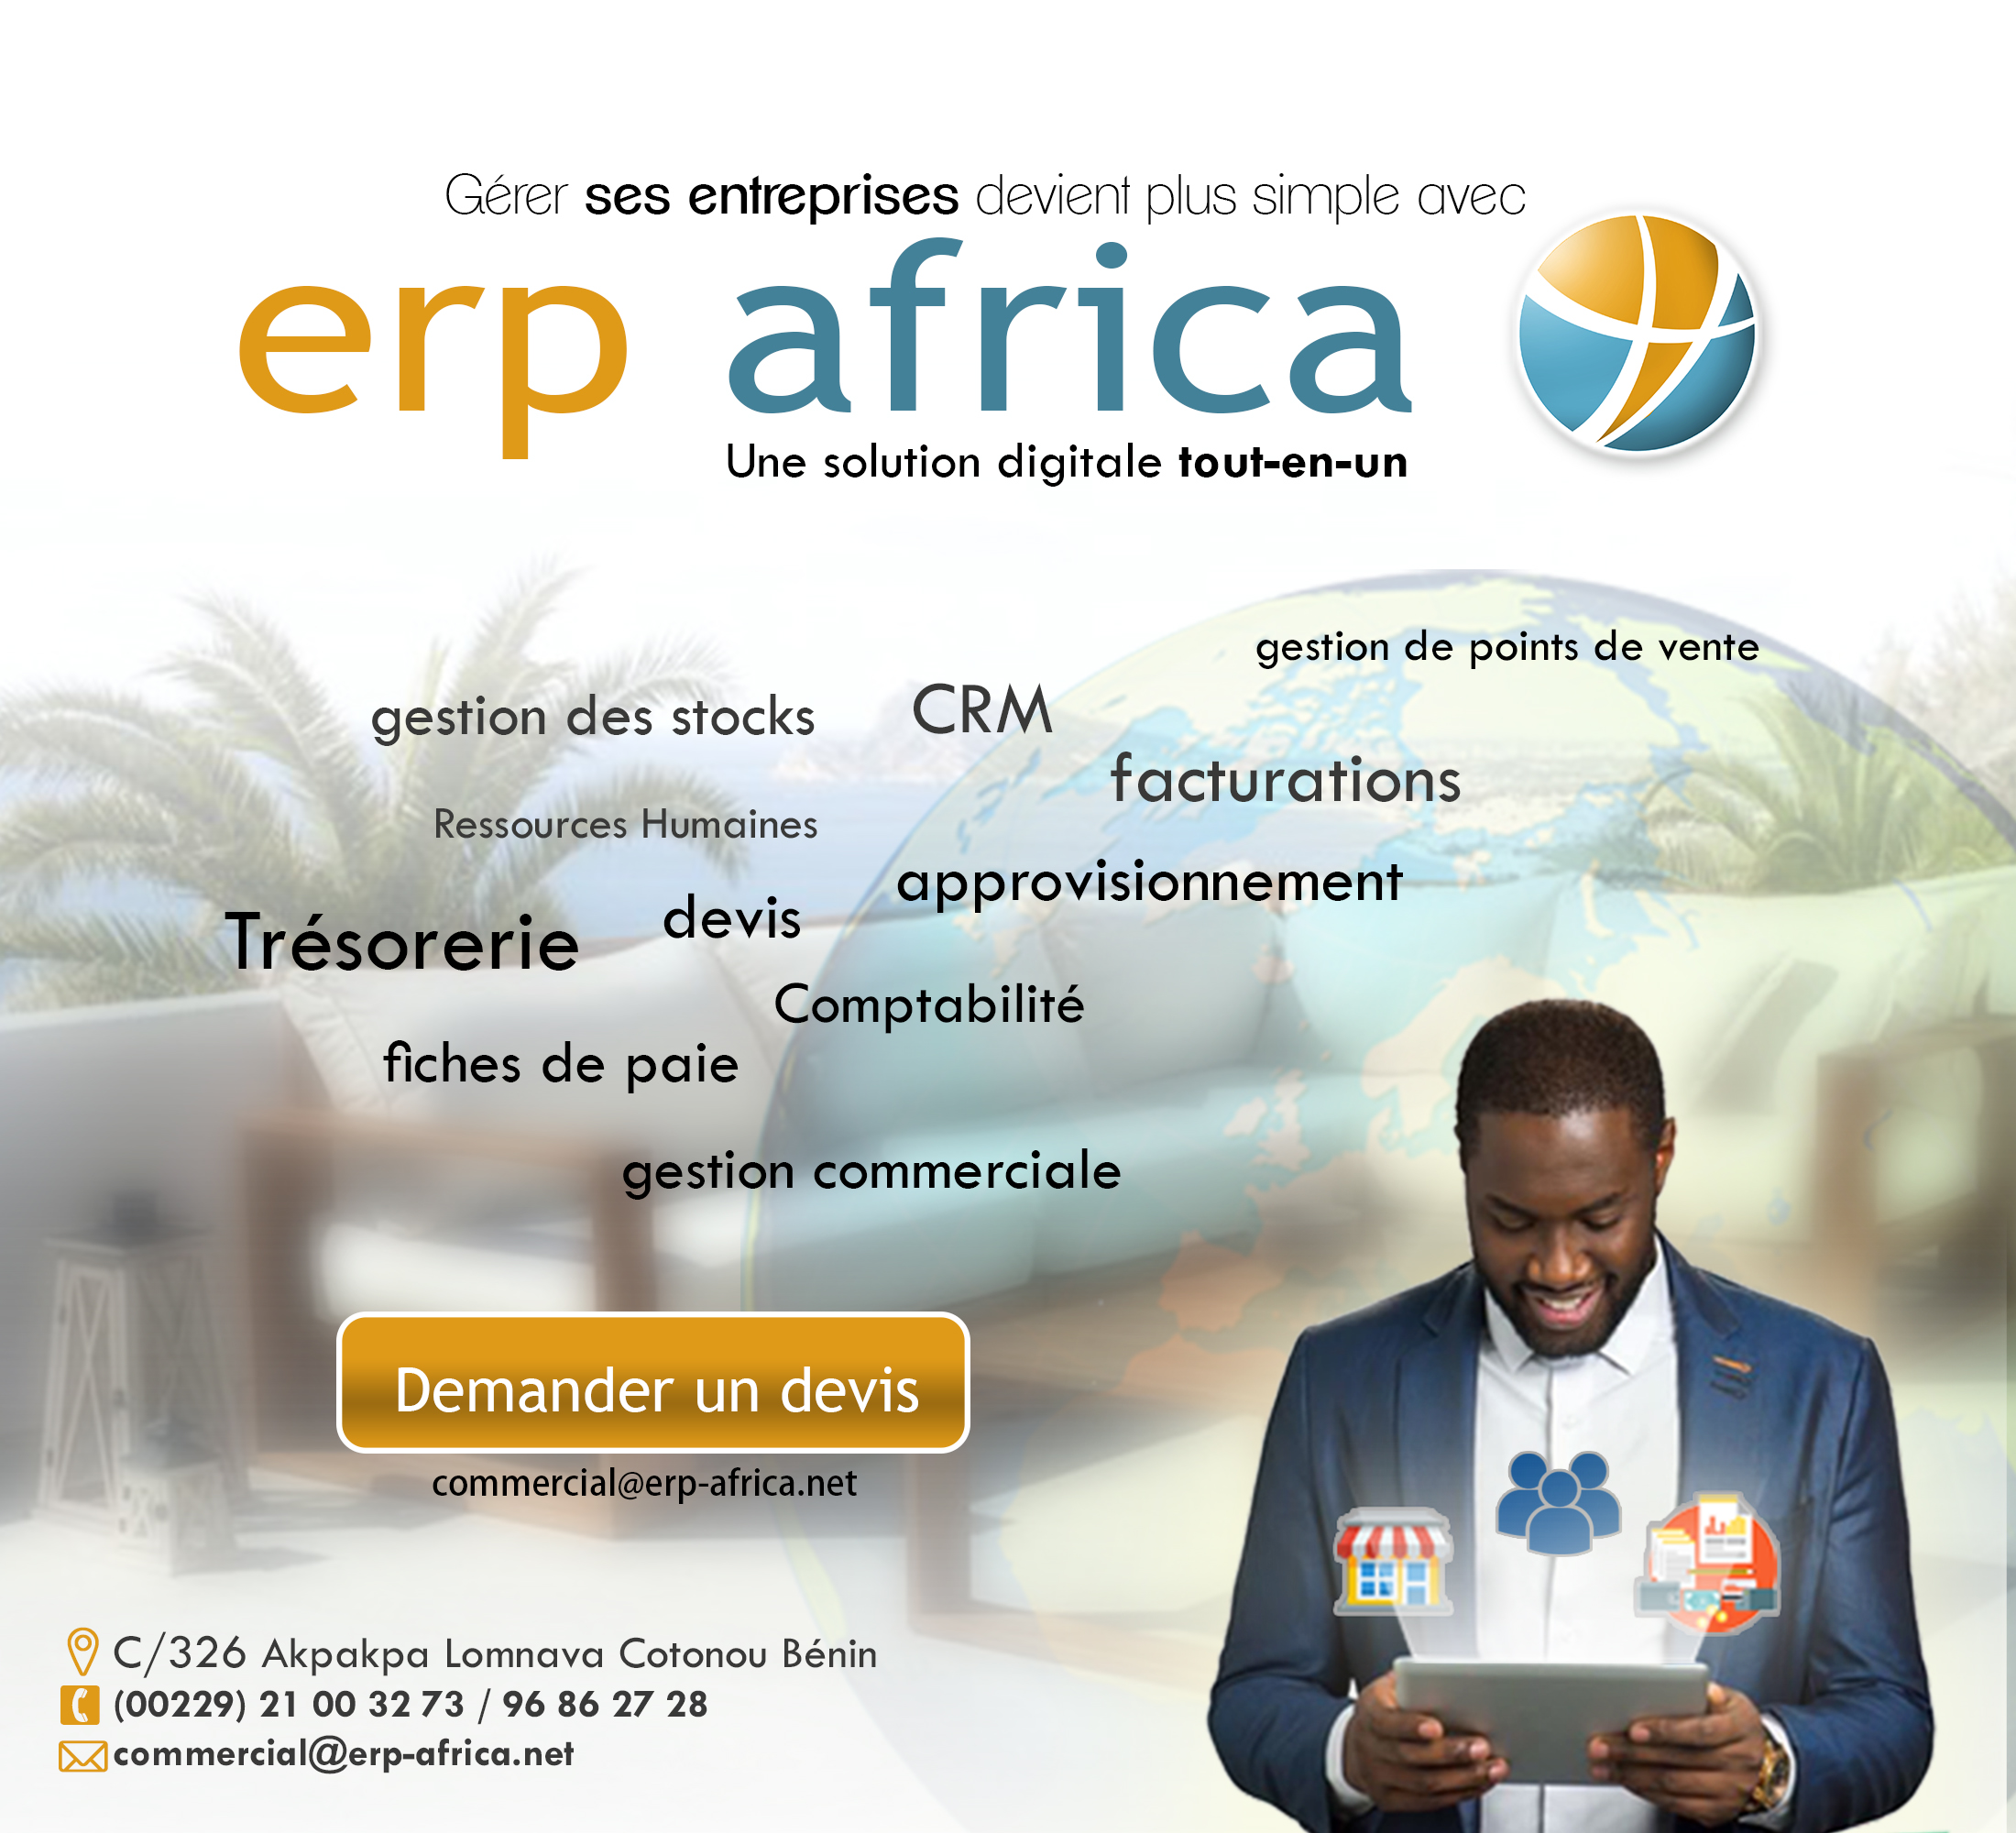 Gérer ses entreprises devient plus simple avec
erp africa
Une solution digitale tout-en-un
gestion de points de vente
gestion des stocks
CRM
facturations
Ressources Humaines
approvisionnement
devis
Trésorerie
Comptabilité
fiches de paie
gestion commerciale
Demander un devis
commercial@erp-africa.net
C/326 Akpakpa Lomnava Cotonou Bénin
(00229) 21 00 32 73 / 96 86 27 28
commercial@erp-africa.net